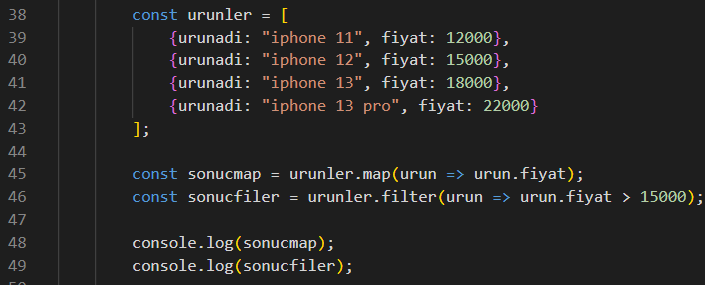 38 const urunler = [
39 {urunadi: "iphone 11", fiyat: 12000},
40 {urunadi: "iphone 12", fiyat: 15000},
41 {urunadi: "iphone 13", fiyat: 18000},
42 {urunadi: "iphone 13 pro", fiyat: 22000}
43 ];
44
45 const sonucmap = urunler.map(urun => urun.fiyat);
46 const sonucfiler = urunler.filter(urun => urun.fiyat > 15000);
47
48 console.log(sonucmap);
49 console.log(sonucfiler);